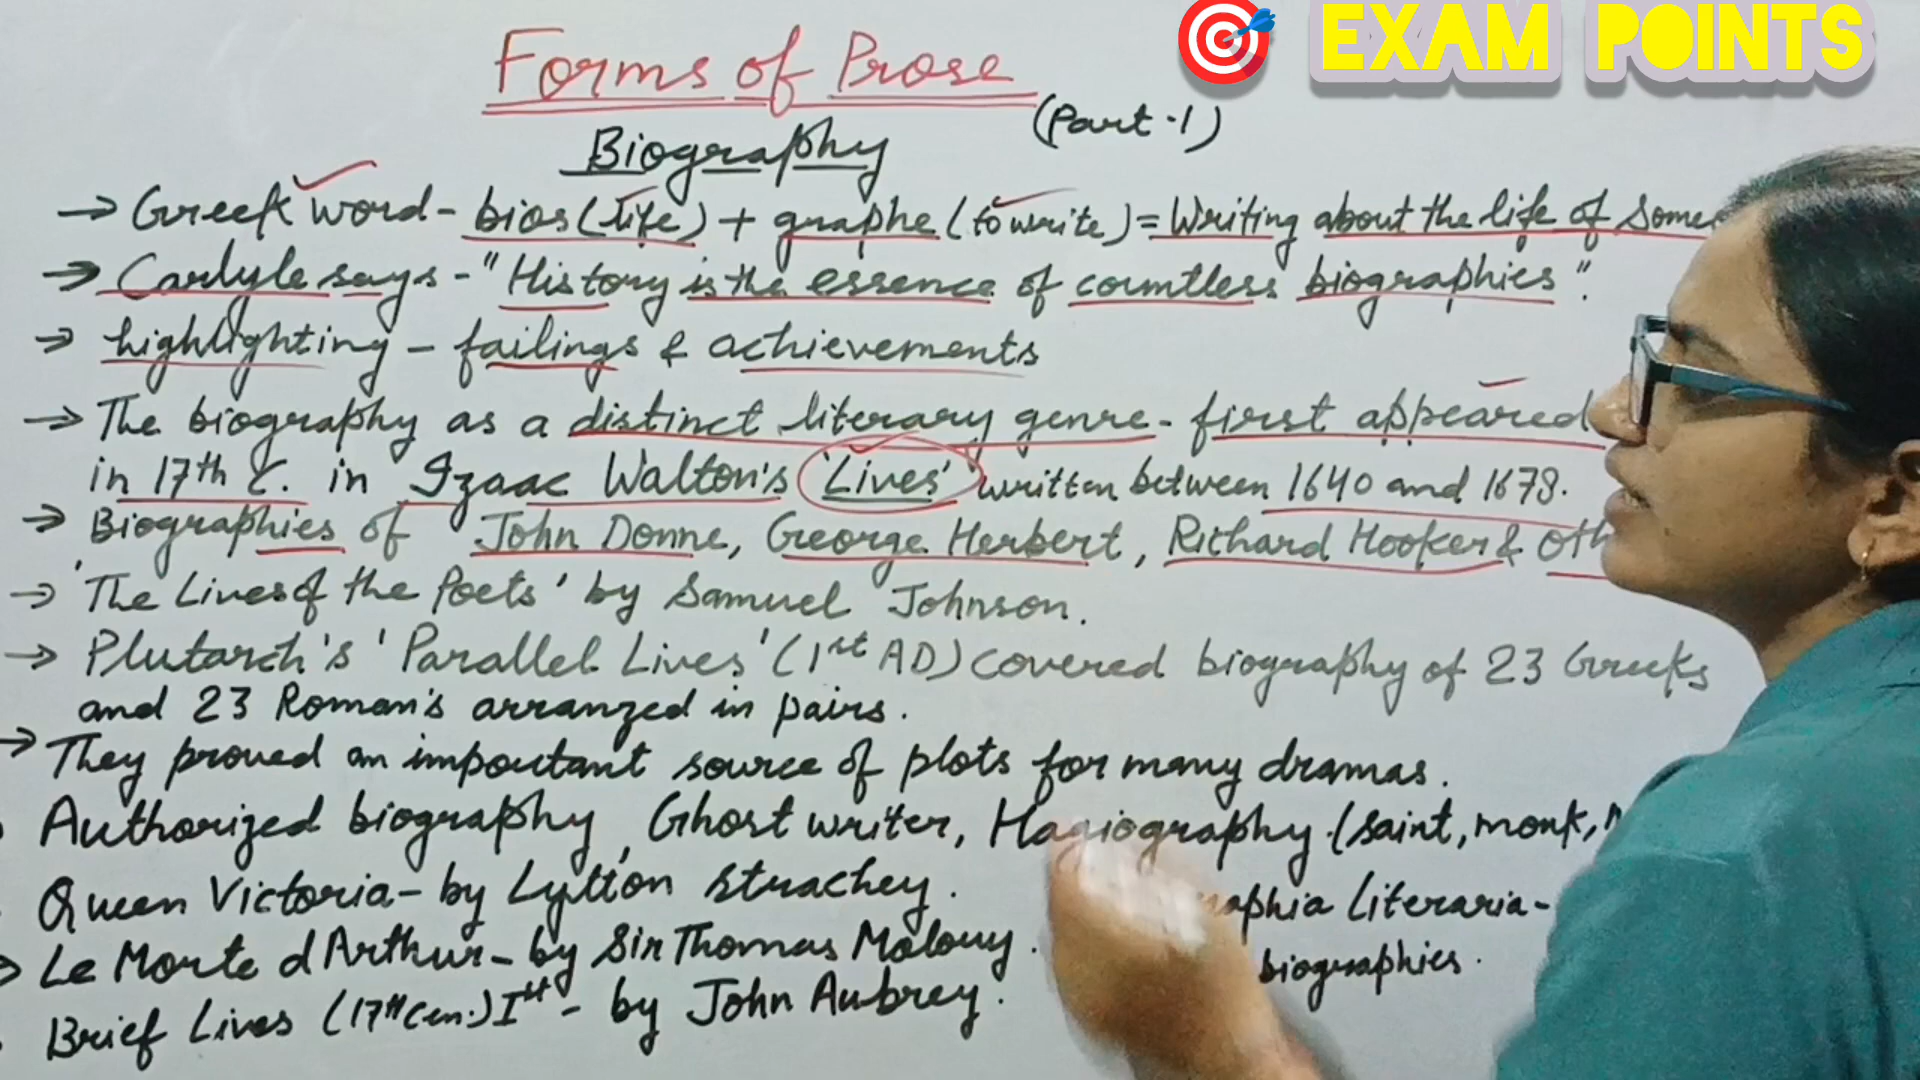 EXAM POINTS
Forms of Prose
(Part-1)
Biography
→ Greek word - bios (life) + graphe (to write) = Writing about the life of
→ Carlyle says - "History is the essence of countless biographies".
→ highlighting - failings & achievements
→ The biography as a distinct literary genre - first appeared
in 17th C. in Izaac Walton's 'Lives' written between 1640 and 1678.
→ Biographies of John Donne, George Herbert, Richard Hooker &
→ 'The Lives of the Poets' by Samuel Johnson.
→ Plutarch's 'Parallel Lives' (1st AD) covered biography of 23 Greeks
and 23 Roman's arranged in pairs.
→ They proved an important source of plots for many dramas.
Authorized biography, Ghost writer, Hagiography (saint, monk,
Queen Victoria - by Lytton Strachey.
Literaria -
→ Le Morte d Arthur - by Sir Thomas Malory.
biographies.
Brief Lives (17th Cen.) Ist - by John Aubrey.